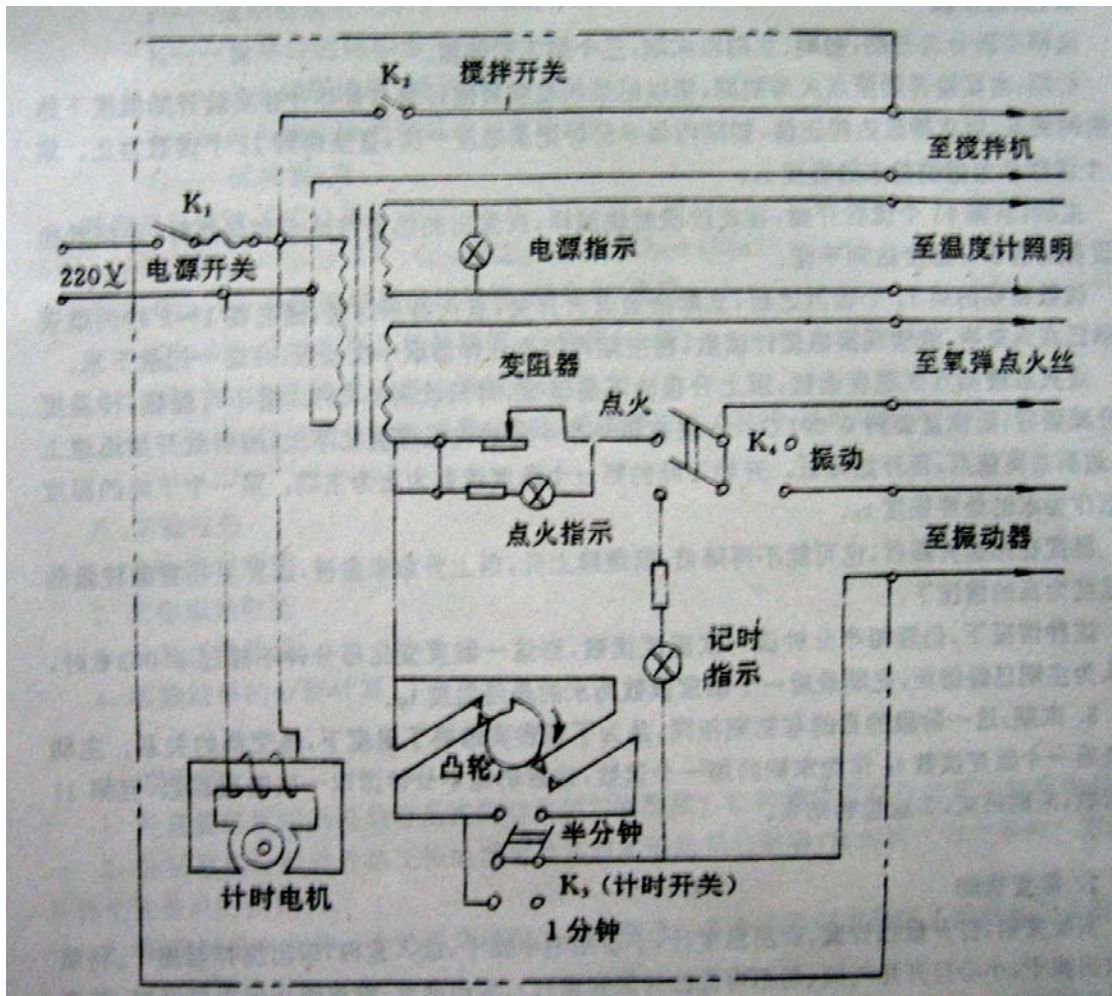 K₂ 搅拌开关
至搅拌机
K₁
220V 电源开关
电源指示
至温度计照明
变阻器
至氧弹点火丝
点火
K₄ 振动
点火指示
至振动器
记时
指示
凸轮
半分钟
计时电机
K₃（计时开关）
1分钟